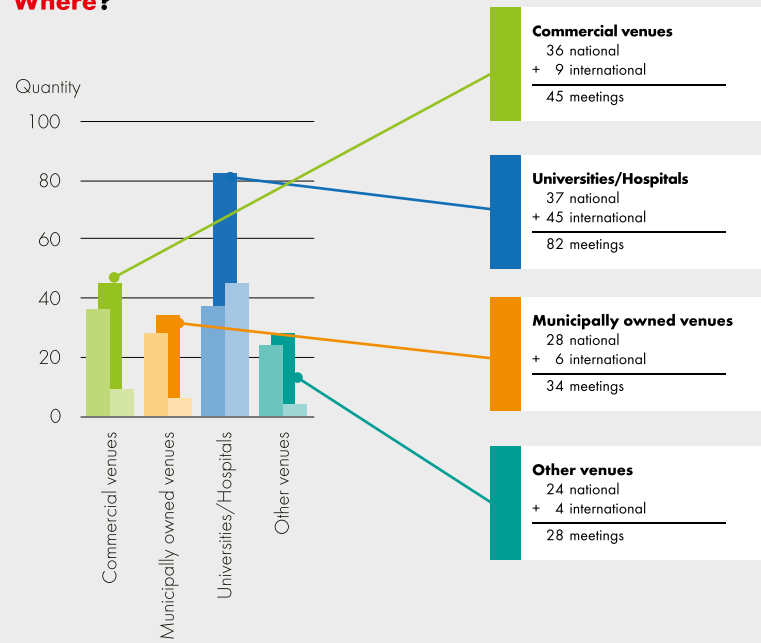 Where?
Quantity
100
80
60
40
20
0
Commercial venues
Municipally owned venues
Universities/Hospitals
Other venues
Commercial venues
36 national
+ 9 international
45 meetings
Universities/Hospitals
37 national
+ 45 international
82 meetings
Municipally owned venues
28 national
+ 6 international
34 meetings
Other venues
24 national
+ 4 international
28 meetings